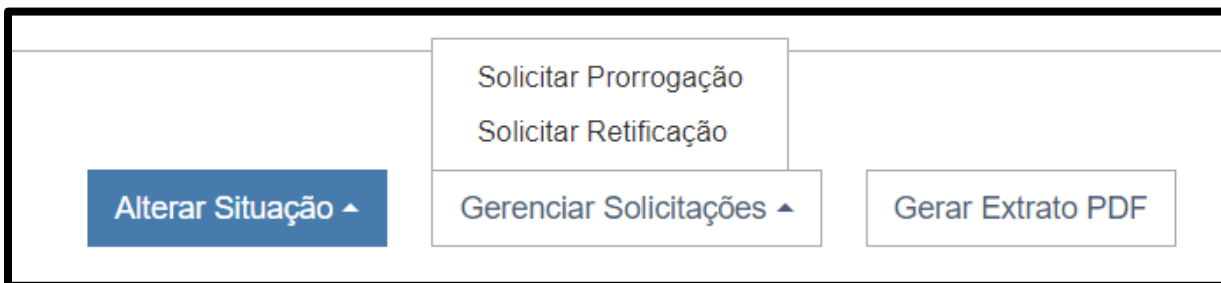 Solicitar Prorrogação
Solicitar Retificação
Alterar Situação
Gerenciar Solicitações
Gerar Extrato PDF